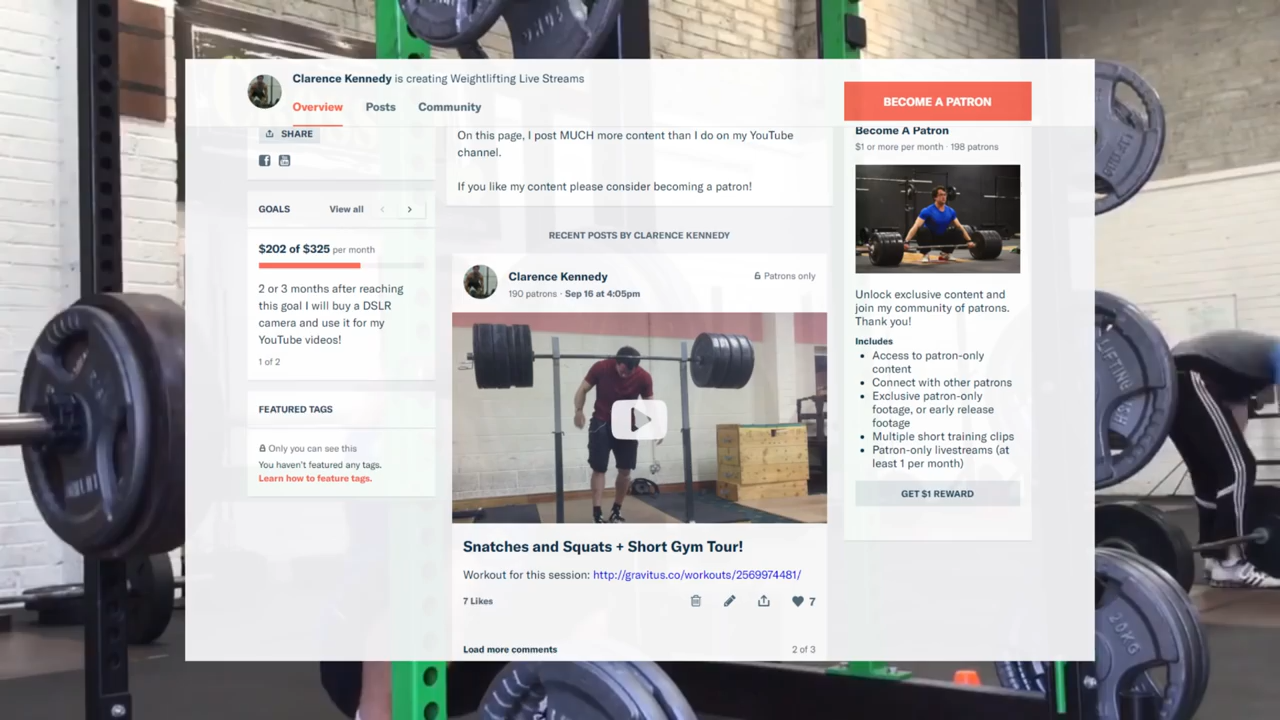 Clarence Kennedy is creating Weightlifting Live Streams
Overview Posts Community
BECOME A PATRON
SHARE
GOALS View all
$202 of $325 per month
2 or 3 months after reaching
this goal I will buy a DSLR
camera and use it for my
YouTube videos!
1 of 2
FEATURED TAGS
Only you can see this
You haven't featured any tags.
Learn how to feature tags.
On this page, I post MUCH more content than I do on my YouTube
channel.
If you like my content please consider becoming a patron!
RECENT POSTS BY CLARENCE KENNEDY
Clarence Kennedy
Patrons only
190 patrons · Sep 16 at 4:05pm
Snatches and Squats + Short Gym Tour!
Workout for this session: http://gravitus.co/workouts/2569974481/
7 Likes
7
Load more comments
2 of 3
Become A Patron
$1 or more per month · 198 patrons
Unlock exclusive content and
join my community of patrons.
Thank you!
Includes
• Access to patron-only
content
• Connect with other patrons
• Exclusive patron-only
footage, or early release
footage
• Multiple short training clips
• Patron-only livestreams (at
least 1 per month)
GET $1 REWARD
20KG